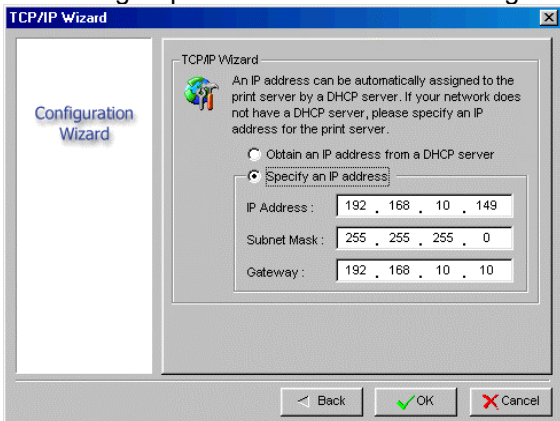 TCP/IP Wizard
TCP/IP Wizard
An IP address can be automatically assigned to the
print server by a DHCP server. If your network does
not have a DHCP server, please specify an IP
address for the print server.
Configuration
Wizard
Obtain an IP address from a DHCP server
Specify an IP address
IP Address : 192 . 168 . 10 . 149
Subnet Mask : 255 . 255 . 255 . 0
Gateway : 192 . 168 . 10 . 10
< Back OK Cancel